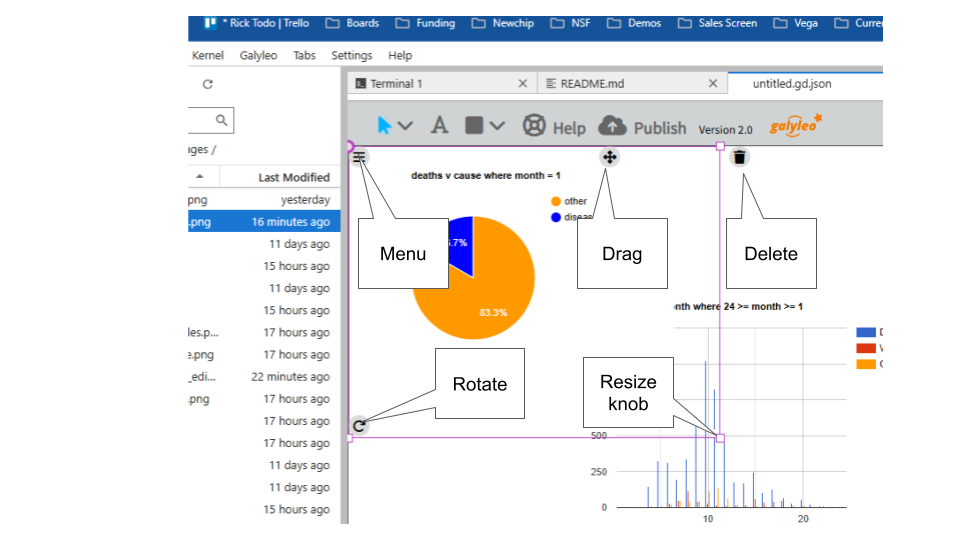 * Rick Todo | Trello Boards Funding Newchip NSF Demos Sales Screen Vega Curre
Kernel Galyleo Tabs Settings Help
Terminal 1 README.md untitled.gd.json
A Help Publish Version 2.0 galyleo
ages /
Last Modified
png yesterday
.png 16 minutes ago
11 days ago
15 hours ago
11 days ago
15 hours ago
les.p... 17 hours ago
e.png 17 hours ago
_edi... 22 minutes ago
.png 17 hours ago
17 hours ago
17 hours ago
11 days ago
11 days ago
15 hours ago
deaths v cause where month = 1
other
diseas
6.7%
83.3%
Menu
Drag
Delete
Rotate
Resize
knob
onth where 24 >= month >= 1
500
250
0
10 20